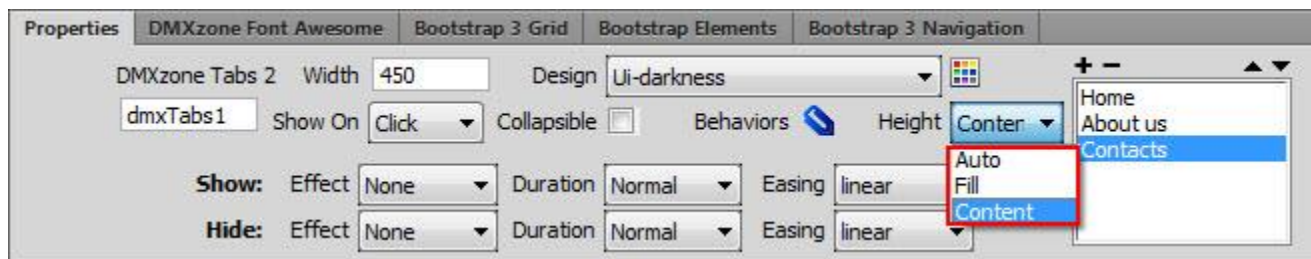 Properties DMXzone Font Awesome Bootstrap 3 Grid Bootstrap Elements Bootstrap 3 Navigation
DMXzone Tabs 2 Width 450 Design Ui-darkness
dmxTabs1 Show On Click Collapsible Behaviors Height Conter
Auto
Fill
Content
Home
About us
Contacts
Show: Effect None Duration Normal Easing linear
Hide: Effect None Duration Normal Easing linear